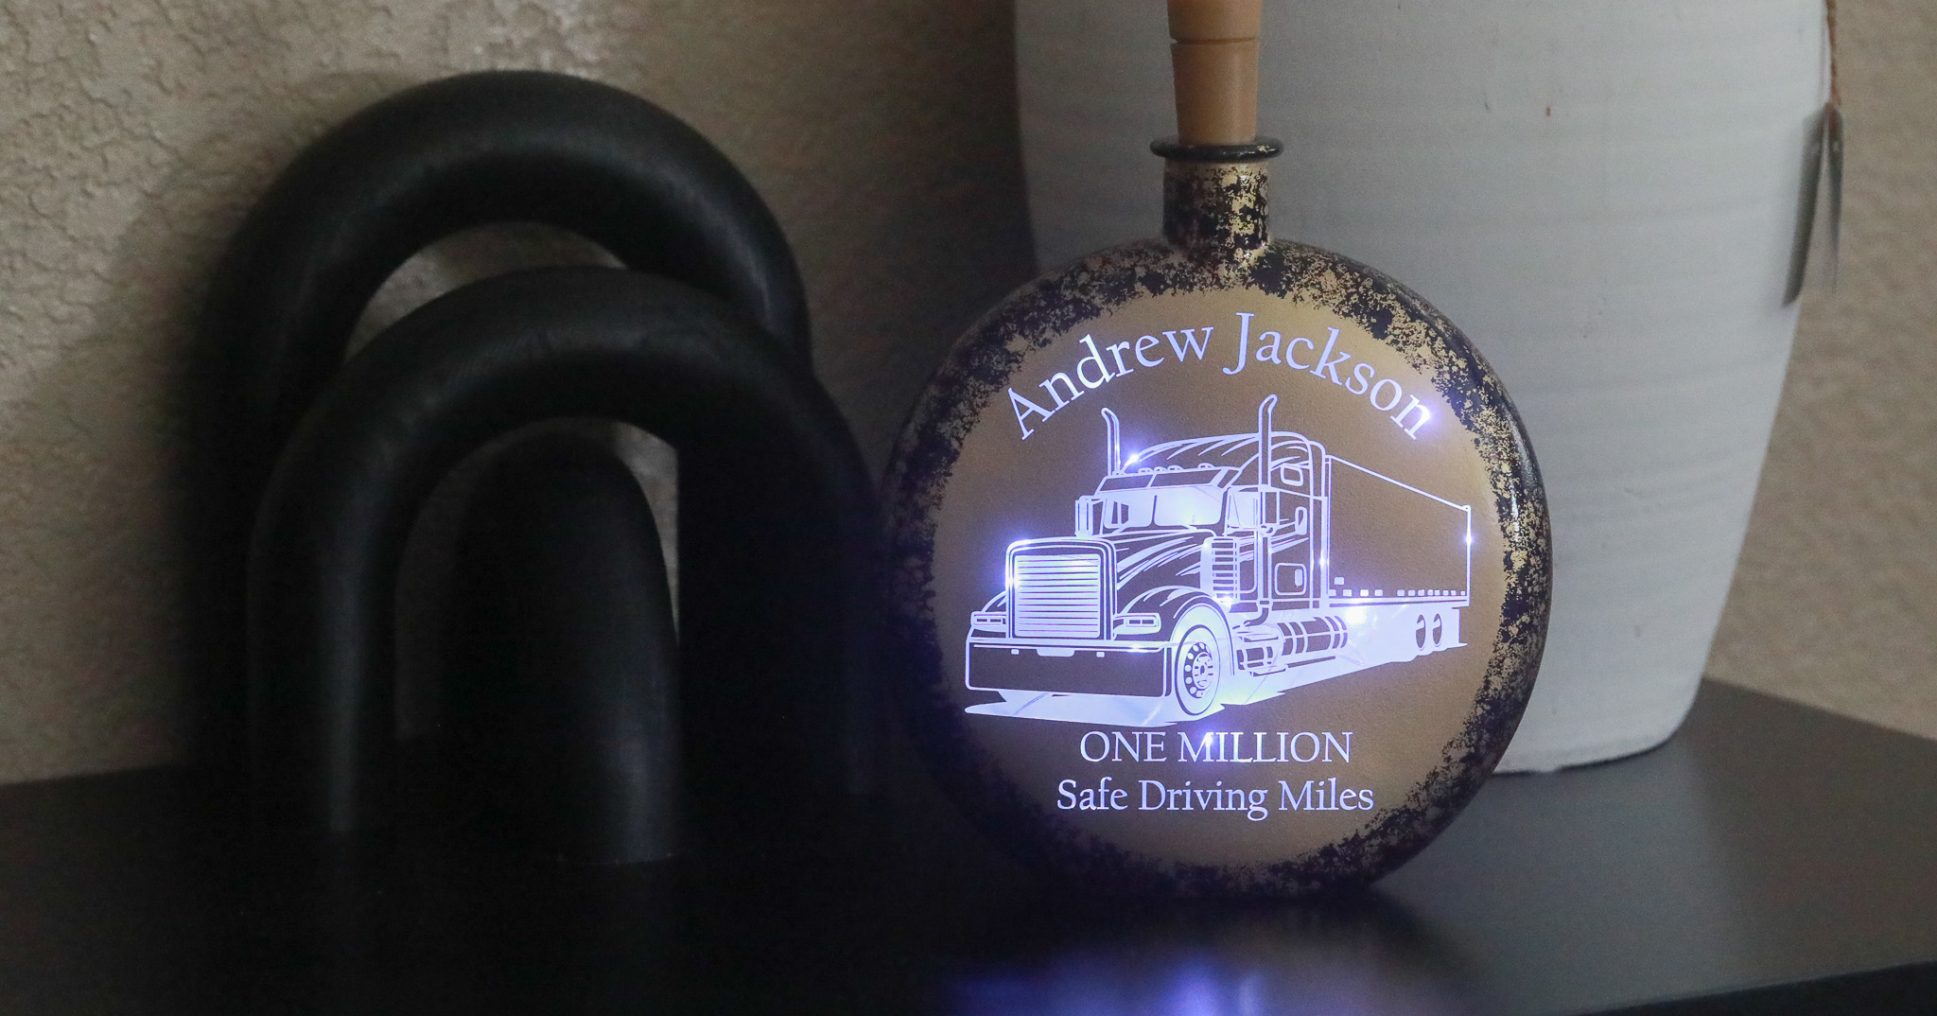 Andrew Jackson
ONE MILLION
Safe Driving Miles